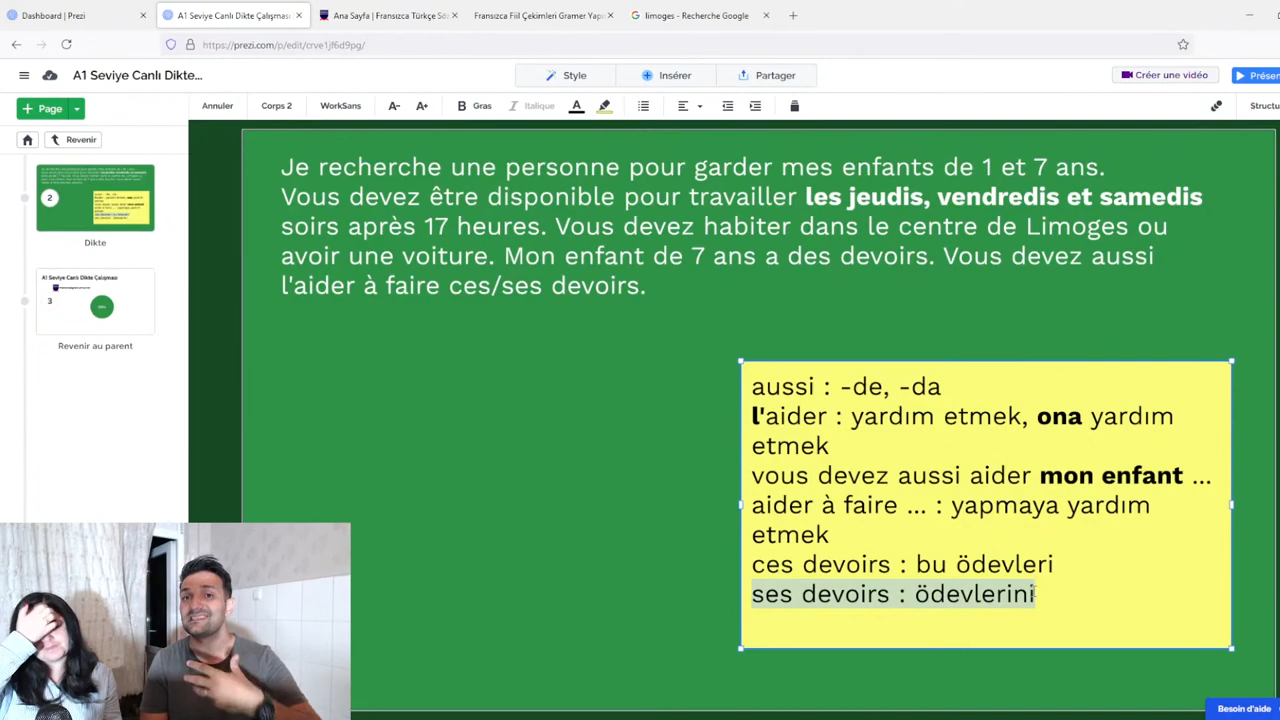 Dashboard | Prezi
A1 Seviye Canlı Dikte Çalışması
Ana Sayfa | Fransızca Türkçe Söz
Fransızca Fiil Çekimleri Gramer Yapı
limoges - Recherche Google
https://prezi.com/p/edit/crve1jf6d9pg/
A1 Seviye Canlı Dikte...
Style
Insérer
Partager
Créer une vidéo
Présen
Page
Annuler
Corps 2
WorkSans
A-
A+
B Gras
I Italique
A
Structu
Revenir
2
Dikte
A1 Seviye Canlı Dikte Çalışması
3
Revenir au parent
Je recherche une personne pour garder mes enfants de 1 et 7 ans.
Vous devez être disponible pour travailler les jeudis, vendredis et samedis
soirs après 17 heures. Vous devez habiter dans le centre de Limoges ou
avoir une voiture. Mon enfant de 7 ans a des devoirs. Vous devez aussi
l'aider à faire ces/ses devoirs.
aussi : -de, -da
l'aider : yardım etmek, ona yardım
etmek
vous devez aussi aider mon enfant ...
aider à faire ... : yapmaya yardım
etmek
ces devoirs : bu ödevleri
ses devoirs : ödevlerini
Besoin d'aide